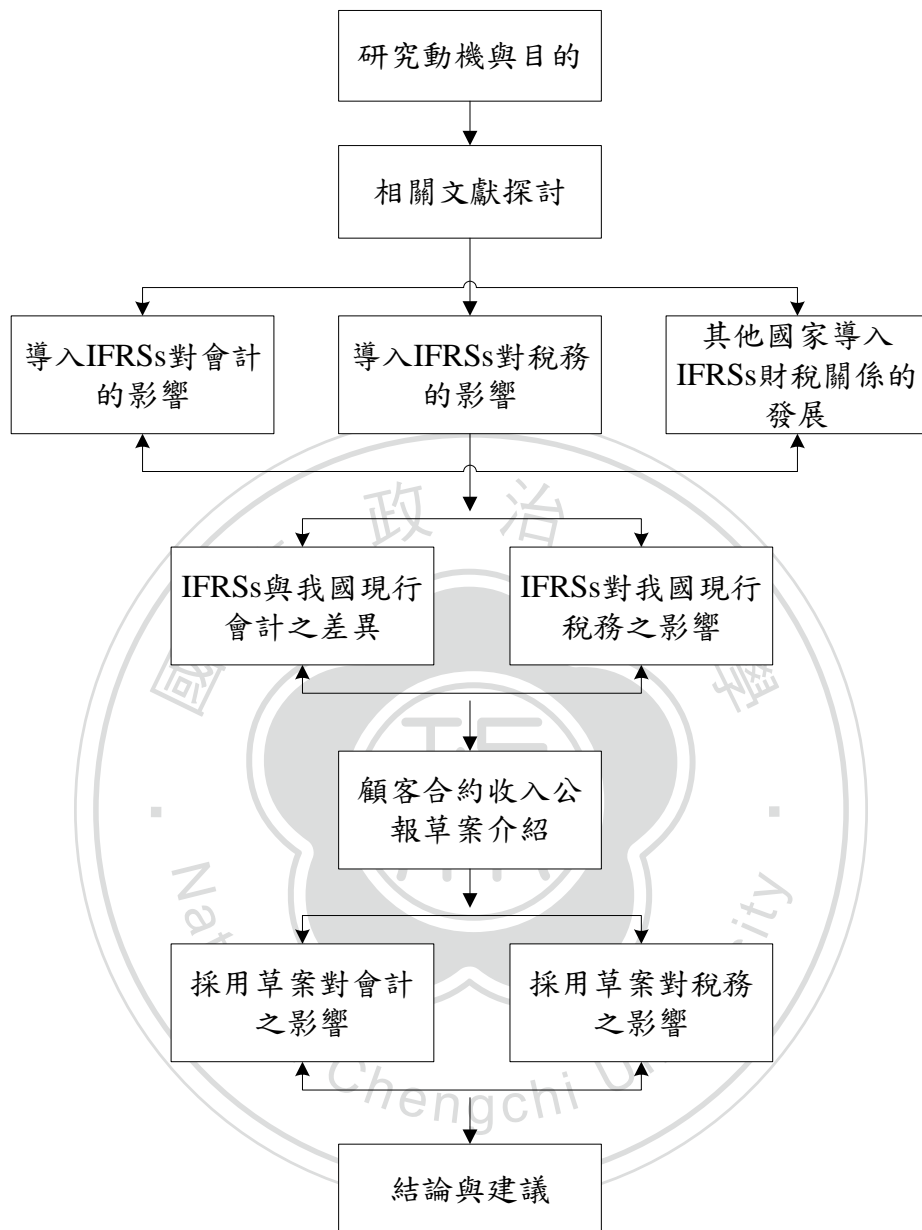 研究動機與目的
相關文獻探討
導入IFRSs對會計
的影響
導入IFRSs對稅務
的影響
其他國家導入
IFRSs財稅關係的
發展
政治
國
學
IFRSs與我國現行
會計之差異
IFRSs對我國現行
稅務之影響
顧客合約收入公
報草案介紹
採用草案對會計
之影響
採用草案對稅務
之影響
Chengchi
結論與建議